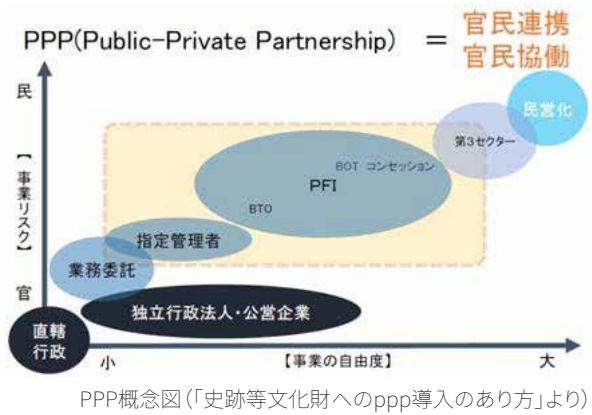 PPP(Public-Private Partnership) = 官民連携
官民協働
民
【事業リスク】
官
民営化
第3セクター
BOT コンセッション
PFI
BTO
指定管理者
業務委託
独立行政法人・公営企業
直轄
行政
小
【事業の自由度】
大
PPP概念図(「史跡等文化財へのppp導入のあり方」より)